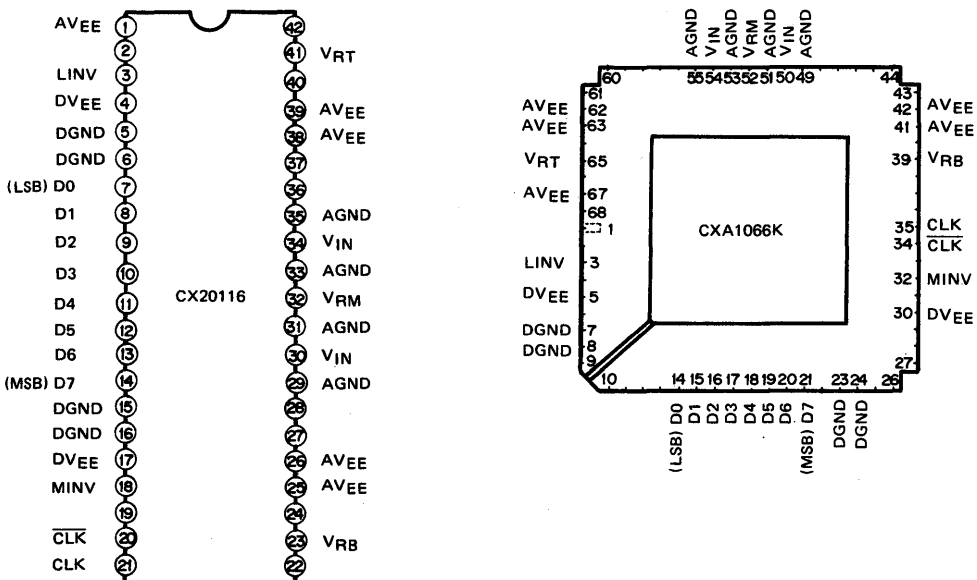 AVEE 1 42
2 41 VRT
LINV 3 40
DVEE 4 39 AVEE
DGND 5 38 AVEE
DGND 6 37
(LSB) D0 7 36
D1 8 35 AGND
D2 9 34 VIN
D3 10 33 AGND
D4 11 CX20116 32 VRM
D5 12 31 AGND
D6 13 30 VIN
(MSB) D7 14 29 AGND
DGND 15 28
DGND 16 27
DVEE 17 26 AVEE
MINV 18 25 AVEE
19 24
C̅L̅K̅ 20 23 VRB
CLK 21 22
AGND VIN AGND VRM AGND VIN AGND
60 55 54 53 52 51 50 49 44
61 43
AVEE 62 42 AVEE
AVEE 63 41 AVEE
VRT 65 39 VRB
AVEE 67
68
1 CXA1066K 35 CLK
34 C̅L̅K̅
LINV 3 32 MINV
DVEE 5 30 DVEE
DGND 7
DGND 8
9 27
10 14 15 16 17 18 19 20 21 23 24 26
(LSB) D0 D1 D2 D3 D4 D5 D6 (MSB) D7 DGND DGND